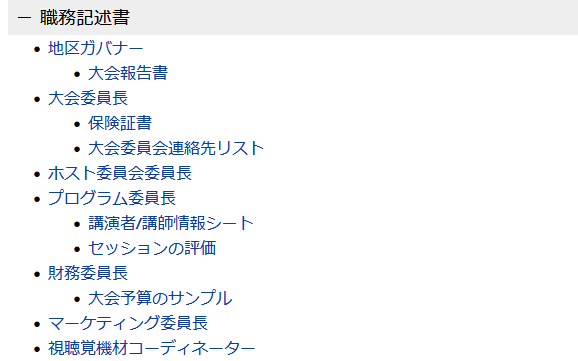 － 職務記述書
• 地区ガバナー
• 大会報告書
• 大会委員長
• 保険証書
• 大会委員会連絡先リスト
• ホスト委員会委員長
• プログラム委員長
• 講演者/講師情報シート
• セッションの評価
• 財務委員長
• 大会予算のサンプル
• マーケティング委員長
• 視聴覚機材コーディネーター